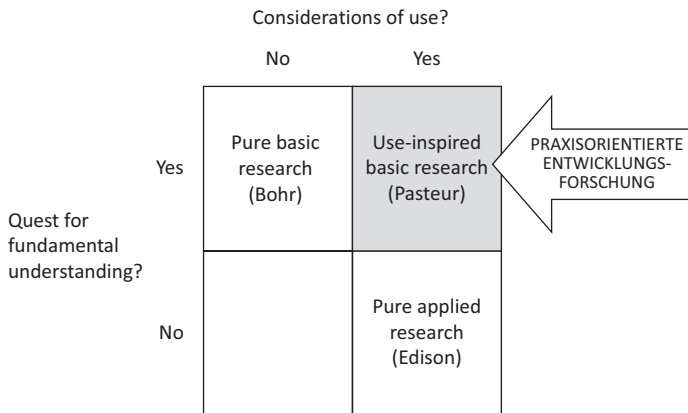 Considerations of use?
No
Yes
Yes
Pure basic
research
(Bohr)
Use-inspired
basic research
(Pasteur)
PRAXISORIENTIERTE
ENTWICKLUNGS-
FORSCHUNG
Quest for
fundamental
understanding?
No
Pure applied
research
(Edison)